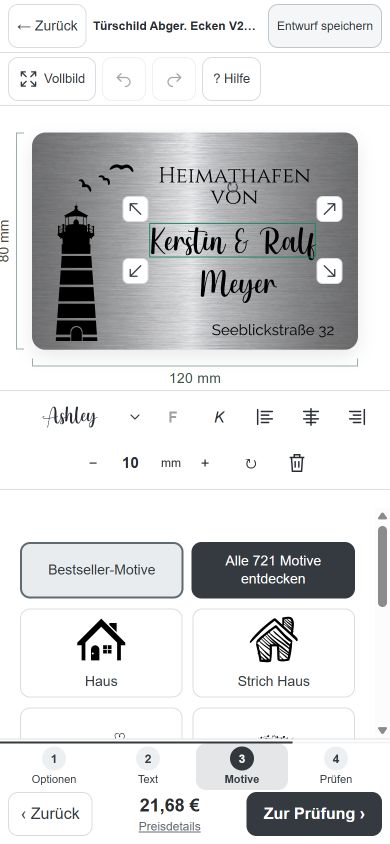 ← Zurück
Türschild Abger. Ecken V2...
Entwurf speichern
Vollbild
? Hilfe
80 mm
HEIMATHAFEN
VON
Kerstin & Ralf
Meyer
Seeblickstraße 32
120 mm
Ashley
F
K
− 10 mm +
Bestseller-Motive
Alle 721 Motive
entdecken
Haus
Strich Haus
1
Optionen
2
Text
3
Motive
4
Prüfen
‹ Zurück
21,68 €
Preisdetails
Zur Prüfung ›